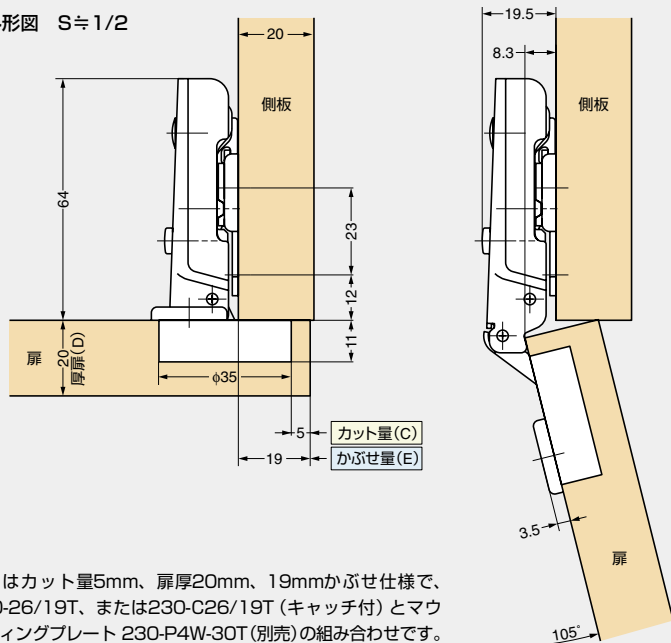 形図 S≒1/2
20
側板
64
23
12
扉
20
厚扉(D)
11
φ35
5
カット量(C)
19
かぶせ量(E)
19.5
8.3
側板
3.5
扉
105°
はカット量5mm、扉厚20mm、19mmかぶせ仕様で、
-26/19T、または230-C26/19T (キャッチ付) とマウ
ィングプレート 230-P4W-30T(別売)の組み合わせです。